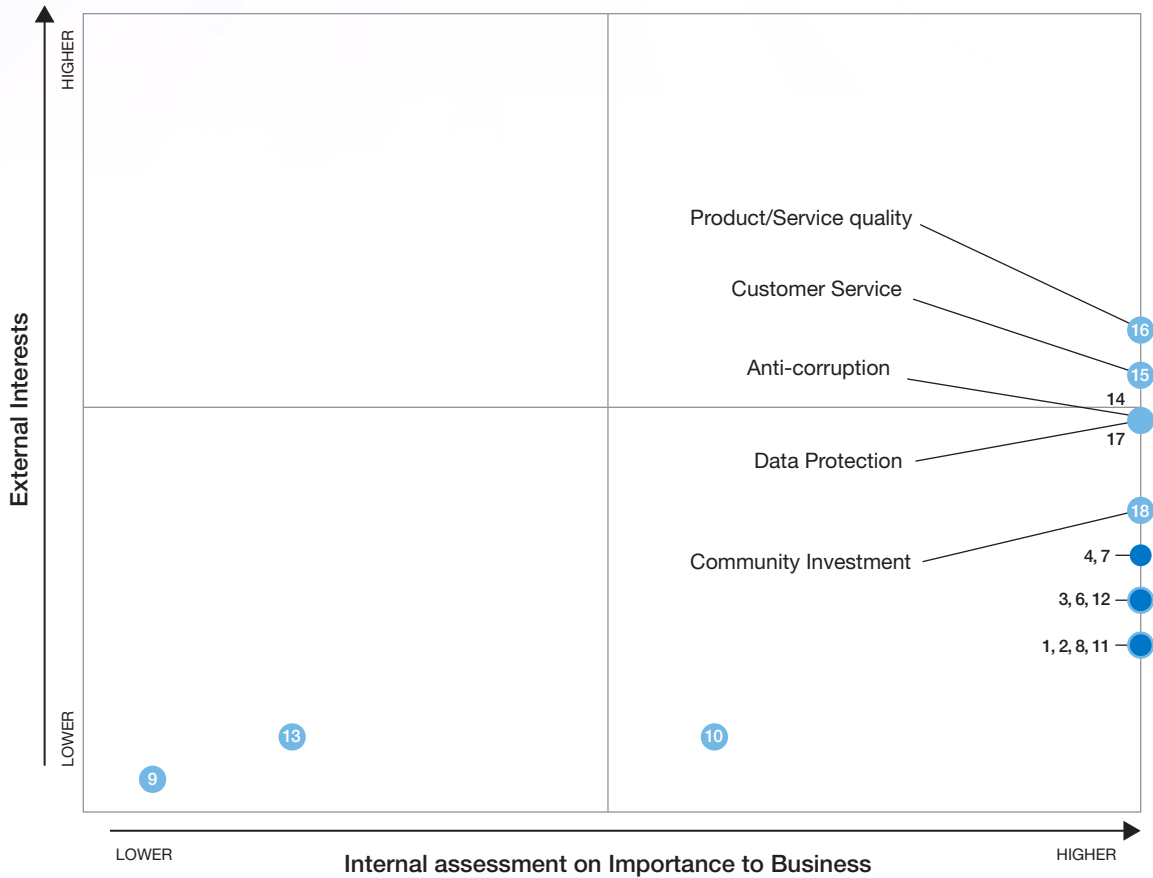 HIGHER
Product/Service quality
16
Customer Service
15
Anti-corruption
14
17
Data Protection
18
Community Investment
4, 7
3, 6, 12
1, 2, 8, 11
External Interests
LOWER
13
10
9
LOWER
Internal assessment on Importance to Business
HIGHER